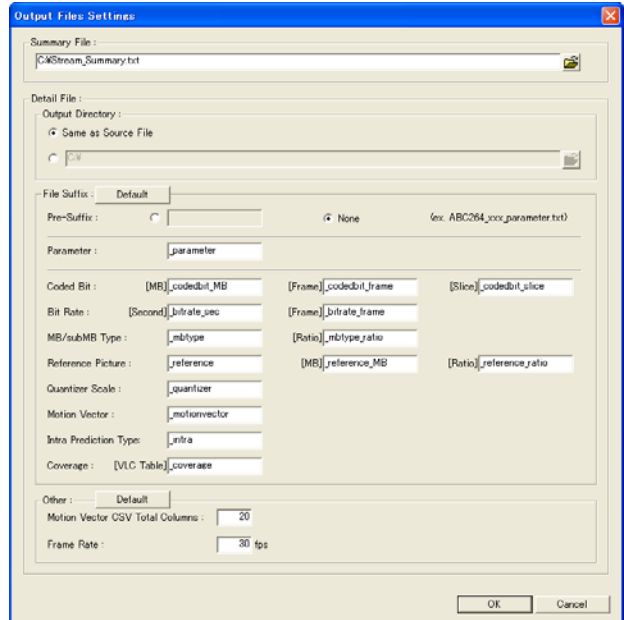 Output Files Settings
Summary File :
C:¥Stream_Summary.txt
Detail File :
Output Directory :
Same as Source File
C:¥
File Suffix : Default
Pre-Suffix : None (ex. ABC264_xxx_parameter.txt)
Parameter : _parameter
Coded Bit : [MB] _codedbit_MB [Frame] _codedbit_frame [Slice] _codedbit_slice
Bit Rate : [Second] _bitrate_sec [Frame] _bitrate_frame
MB/subMB Type : _mbtype [Ratio] _mbtype_ratio
Reference Picture : _reference [MB] _reference_MB [Ratio] _reference_ratio
Quantizer Scale : _quantizer
Motion Vector : _motionvector
Intra Prediction Type: _intra
Coverage : [VLC Table] _coverage
Other : Default
Motion Vector CSV Total Columns : 20
Frame Rate : 30 fps
OK Cancel